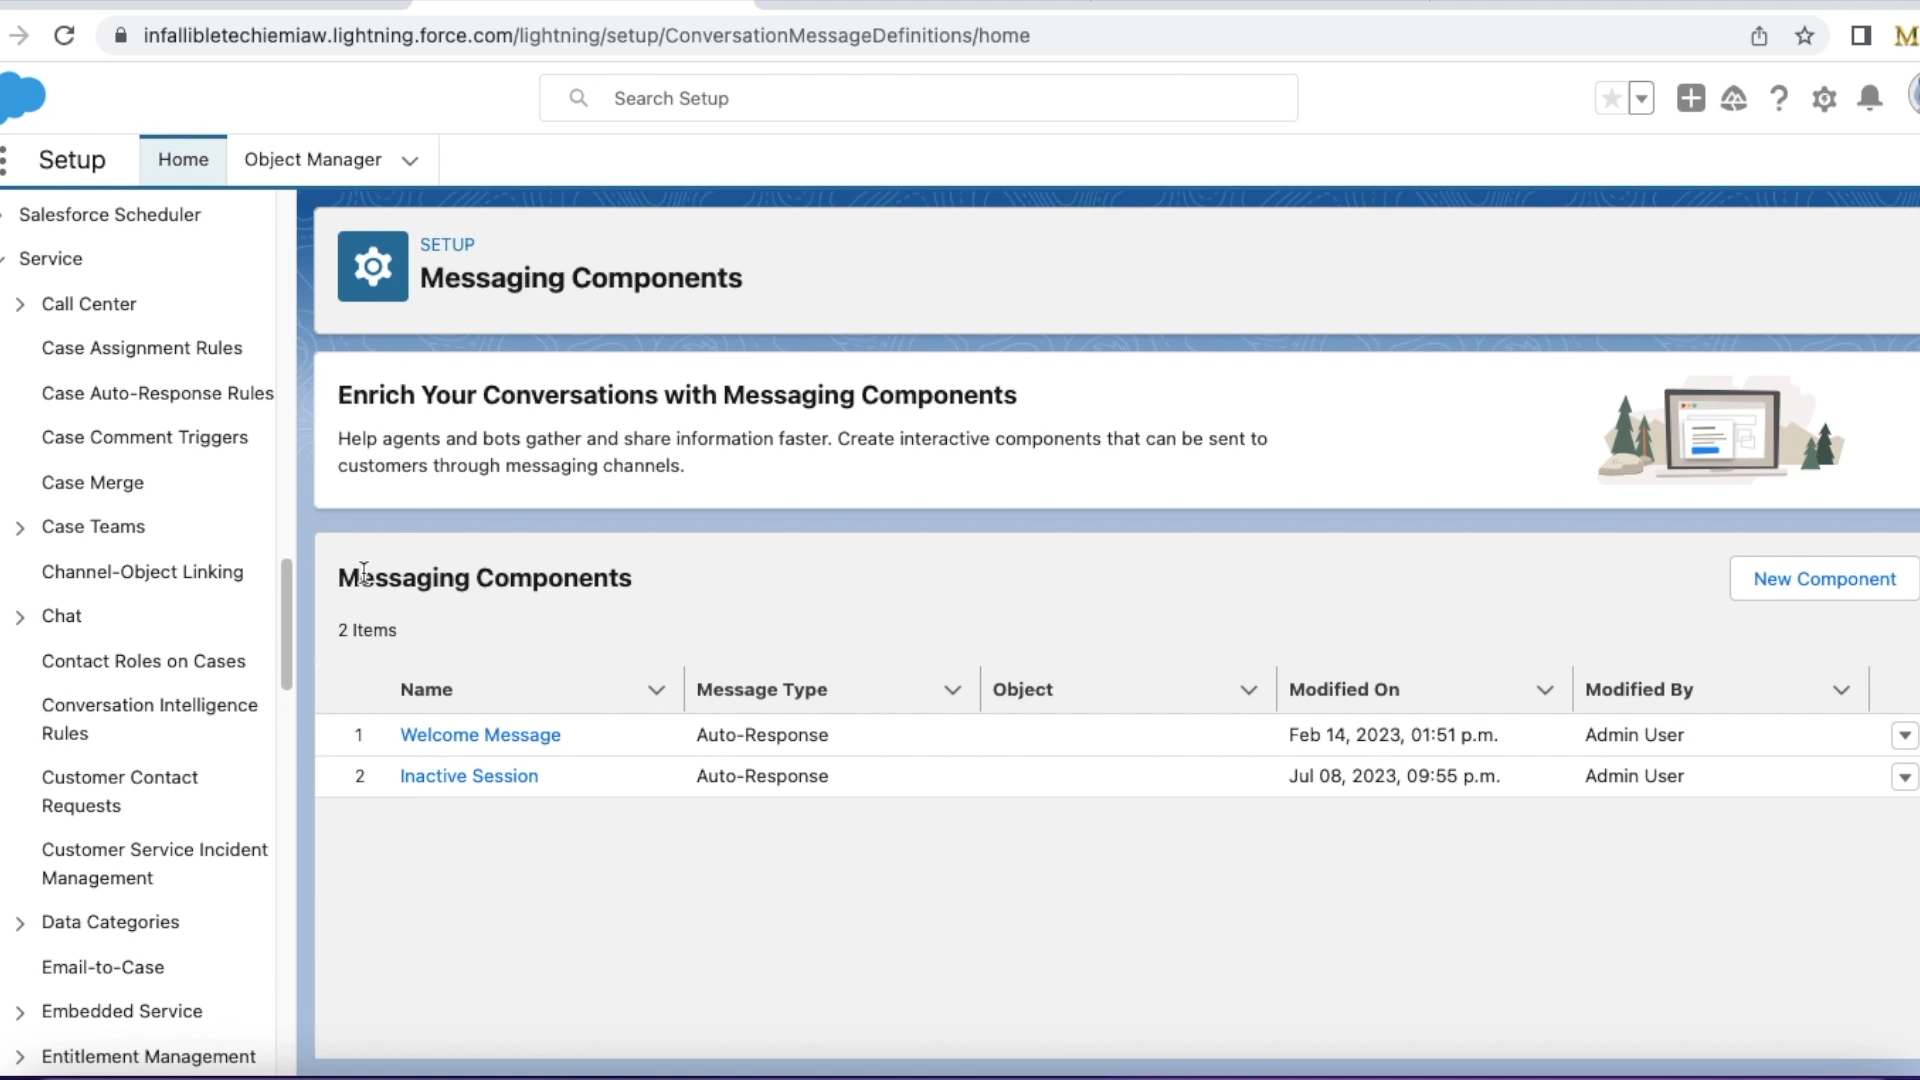 infallibletechiemiaw.lightning.force.com/lightning/setup/ConversationMessageDefinitions/home
M
Search Setup
Setup
Home
Object Manager
Salesforce Scheduler
Service
Call Center
Case Assignment Rules
Case Auto-Response Rules
Case Comment Triggers
Case Merge
Case Teams
Channel-Object Linking
Chat
Contact Roles on Cases
Conversation Intelligence
Rules
Customer Contact
Requests
Customer Service Incident
Management
Data Categories
Email-to-Case
Embedded Service
Entitlement Management
SETUP
Messaging Components
Enrich Your Conversations with Messaging Components
Help agents and bots gather and share information faster. Create interactive components that can be sent to
customers through messaging channels.
Messaging Components
New Component
2 Items
Name Message Type Object Modified On Modified By
1 Welcome Message Auto-Response Feb 14, 2023, 01:51 p.m. Admin User
2 Inactive Session Auto-Response Jul 08, 2023, 09:55 p.m. Admin User